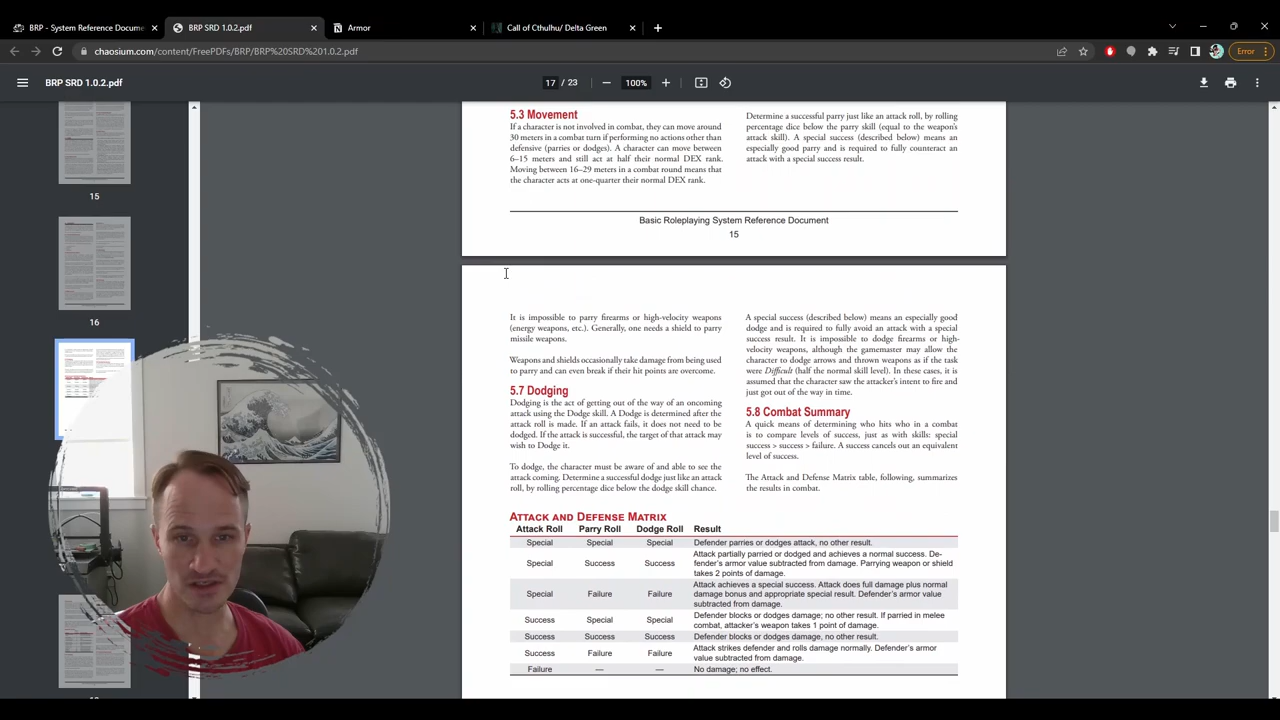 BRP - System Reference Docume
BRP SRD 1.0.2.pdf
Armor
Call of Cthulhu/ Delta Green
chaosium.com/content/FreePDFs/BRP/BRP%20SRD%201.0.2.pdf
Error
BRP SRD 1.0.2.pdf
17 / 23
100%
15
16
5.3 Movement
If a character is not involved in combat, they can move around
30 meters in a combat turn if performing no actions other than
defensive (parries or dodges). A character can move between
6–15 meters and still act at half their normal DEX rank.
Moving between 16–29 meters in a combat round means that
the character acts at one-quarter their normal DEX rank.
Determine a successful parry just like an attack roll, by rolling
percentage dice below the parry skill (equal to the weapon's
attack skill). A special success (described below) means an
especially good parry and is required to fully counteract an
attack with a special success result.
Basic Roleplaying System Reference Document
15
It is impossible to parry firearms or high-velocity weapons
(energy weapons, etc.). Generally, one needs a shield to parry
missile weapons.
Weapons and shields occasionally take damage from being used
to parry and can even break if their hit points are overcome.
5.7 Dodging
Dodging is the act of getting out of the way of an oncoming
attack using the Dodge skill. A Dodge is determined after the
attack roll is made. If an attack fails, it does not need to be
dodged. If the attack is successful, the target of that attack may
wish to Dodge it.
To dodge, the character must be aware of and able to see the
attack coming. Determine a successful dodge just like an attack
roll, by rolling percentage dice below the dodge skill chance.
A special success (described below) means an especially good
dodge and is required to fully avoid an attack with a special
success result. It is impossible to dodge firearms or high-
velocity weapons, although the gamemaster may allow the
character to dodge arrows and thrown weapons as if the task
were Difficult (half the normal skill level). In these cases, it is
assumed that the character saw the attacker's intent to fire and
just got out of the way in time.
5.8 Combat Summary
A quick means of determining who hits who in a combat
is to compare levels of success, just as with skills: special
success > success > failure. A success cancels out an equivalent
level of success.
The Attack and Defense Matrix table, following, summarizes
the results in combat.
Attack and Defense Matrix
Attack Roll Parry Roll Dodge Roll Result
Special Special Special Defender parries or dodges attack, no other result.
Special Success Success Attack partially parried or dodged and achieves a normal success. De-
fender's armor value subtracted from damage. Parrying weapon or shield
takes 2 points of damage.
Special Failure Failure Attack achieves a special success. Attack does full damage plus normal
damage bonus and appropriate special result. Defender's armor value
subtracted from damage.
Success Special Special Defender blocks or dodges damage; no other result. If parried in melee
combat, attacker's weapon takes 1 point of damage.
Success Success Success Defender blocks or dodges damage, no other result.
Success Failure Failure Attack strikes defender and rolls damage normally. Defender's armor
value subtracted from damage.
Failure — — No damage; no effect.